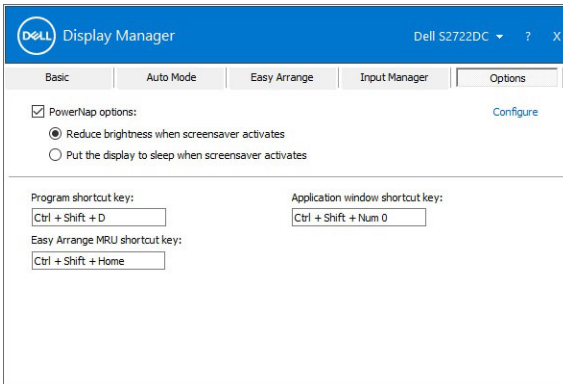 DELL Display Manager Dell S2722DC ? X
Basic Auto Mode Easy Arrange Input Manager Options
PowerNap options: Configure
Reduce brightness when screensaver activates
Put the display to sleep when screensaver activates
Program shortcut key: Application window shortcut key:
Ctrl + Shift + D Ctrl + Shift + Num 0
Easy Arrange MRU shortcut key:
Ctrl + Shift + Home